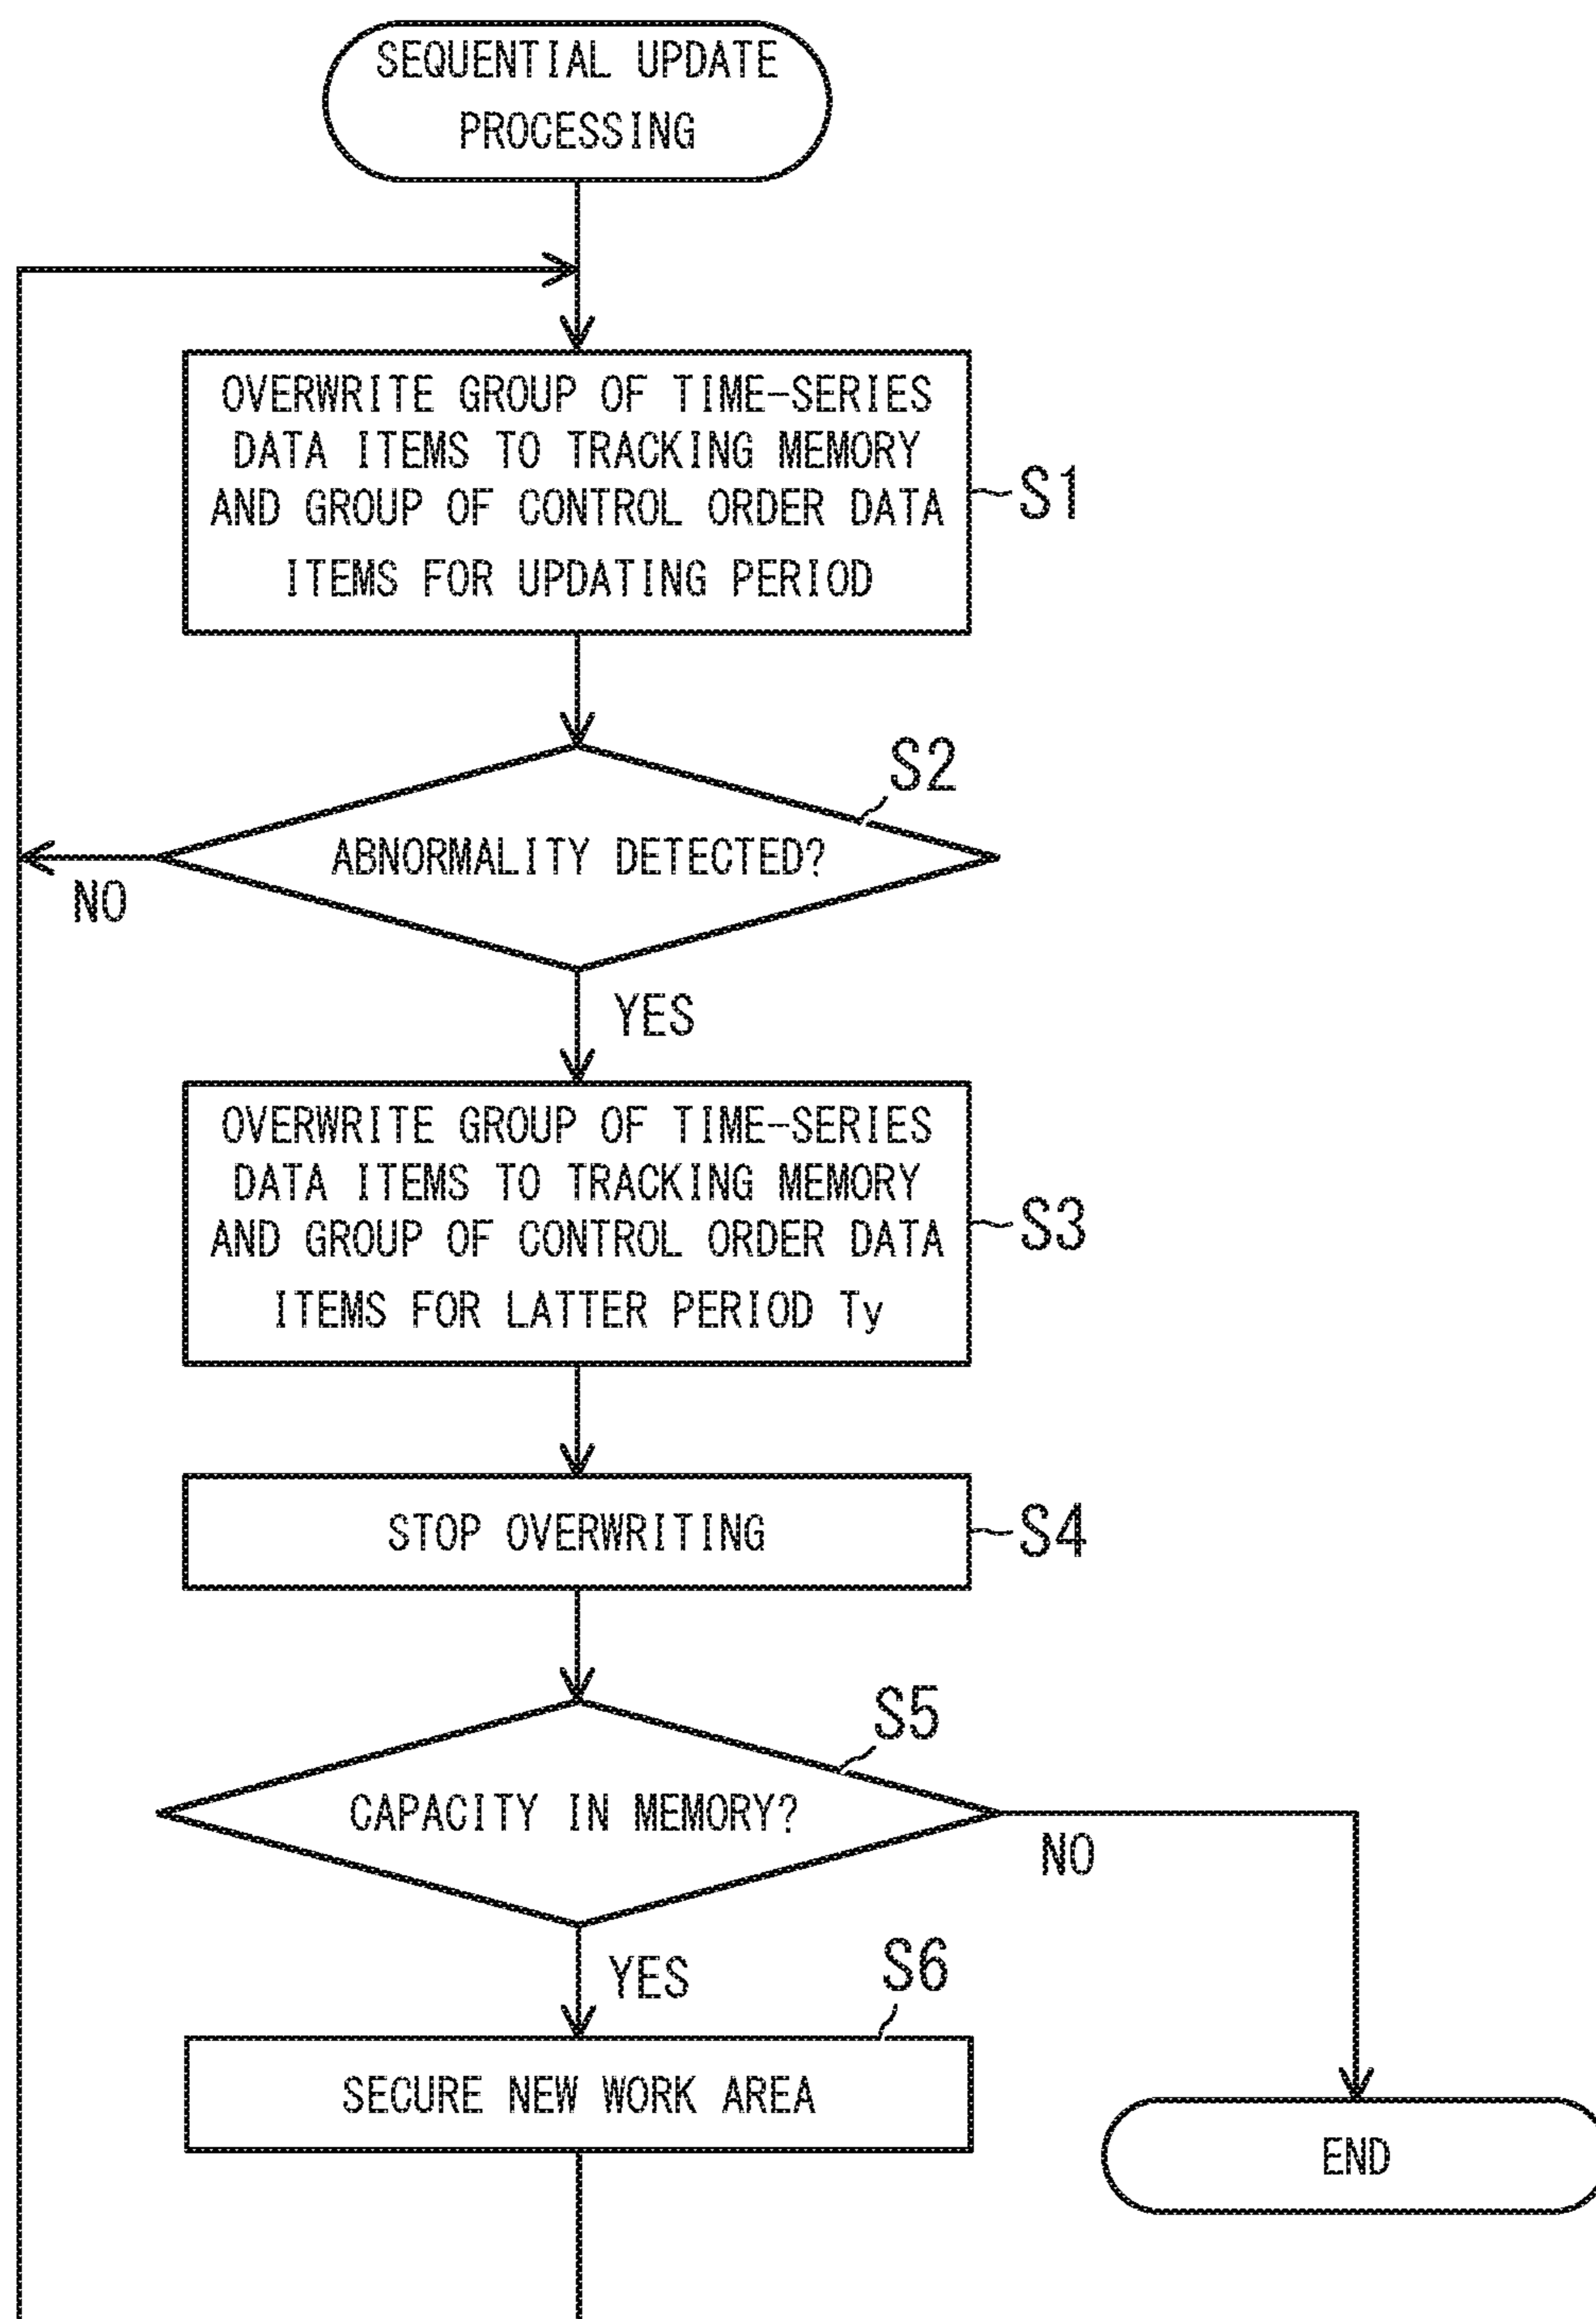 SEQUENTIAL UPDATE
PROCESSING
OVERWRITE GROUP OF TIME-SERIES
DATA ITEMS TO TRACKING MEMORY
AND GROUP OF CONTROL ORDER DATA
ITEMS FOR UPDATING PERIOD
S1
S2
ABNORMALITY DETECTED?
NO
YES
OVERWRITE GROUP OF TIME-SERIES
DATA ITEMS TO TRACKING MEMORY
AND GROUP OF CONTROL ORDER DATA
ITEMS FOR LATTER PERIOD Ty
S3
STOP OVERWRITING
S4
S5
CAPACITY IN MEMORY?
NO
YES
S6
SECURE NEW WORK AREA
END